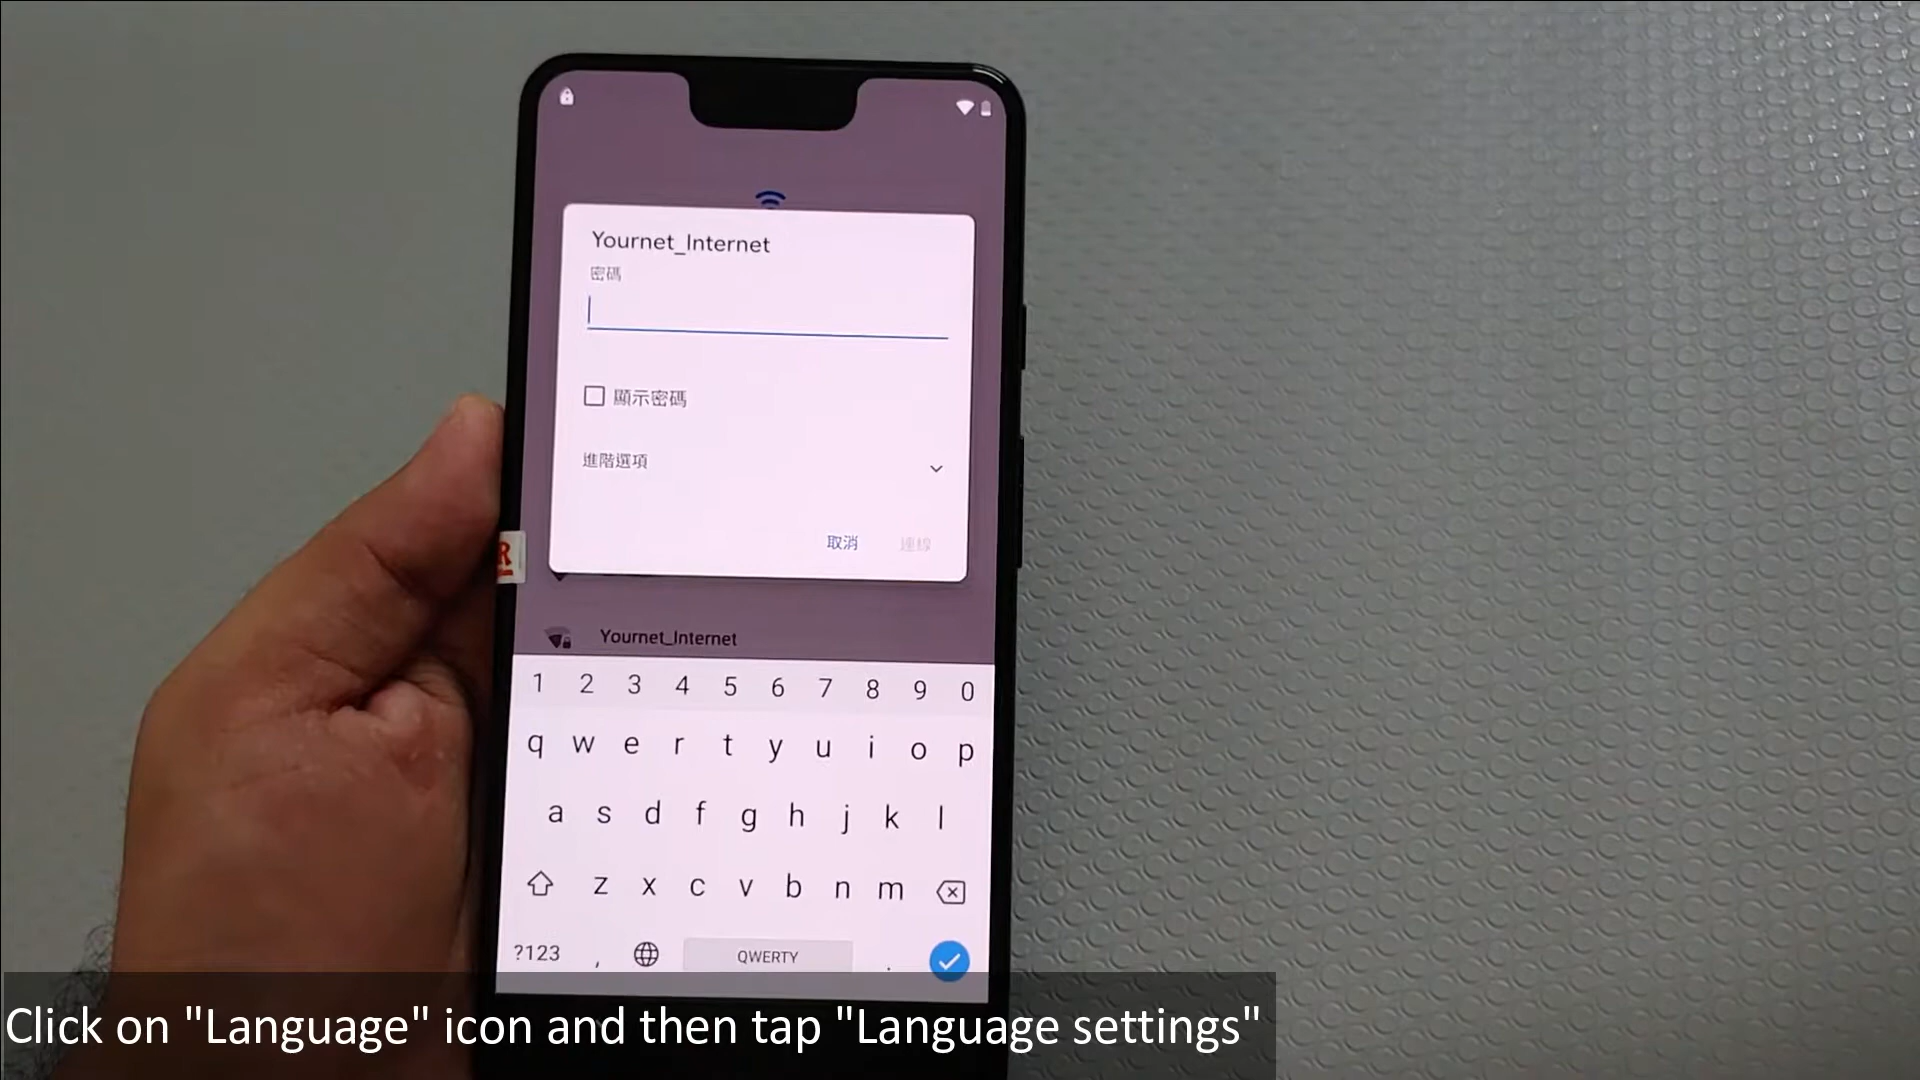 Yournet_Internet
密碼
顯示密碼
進階選項
取消 連線
R
Yournet_Internet
1 2 3 4 5 6 7 8 9 0
q w e r t y u i o p
a s d f g h j k l
z x c v b n m
?123 , QWERTY .
Click on "Language" icon and then tap "Language settings"